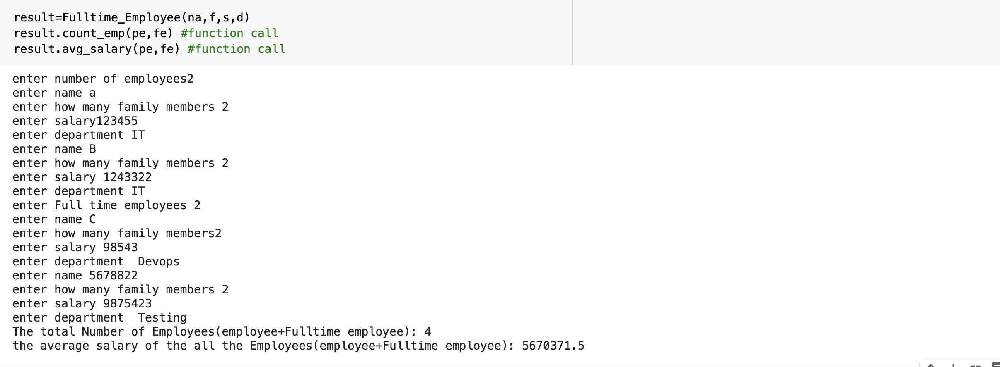 result=Fulltime_Employee(na,f,s,d)
result.count_emp(pe,fe) #function call
result.avg_salary(pe,fe) #function call
enter number of employees2
enter name a
enter how many family members 2
enter salary123455
enter department IT
enter name B
enter how many family members 2
enter salary 1243322
enter department IT
enter Full time employees 2
enter name C
enter how many family members2
enter salary 98543
enter department  Devops
enter name 5678822
enter how many family members 2
enter salary 9875423
enter department  Testing
The total Number of Employees(employee+Fulltime employee): 4
the average salary of the all the Employees(employee+Fulltime employee): 5670371.5